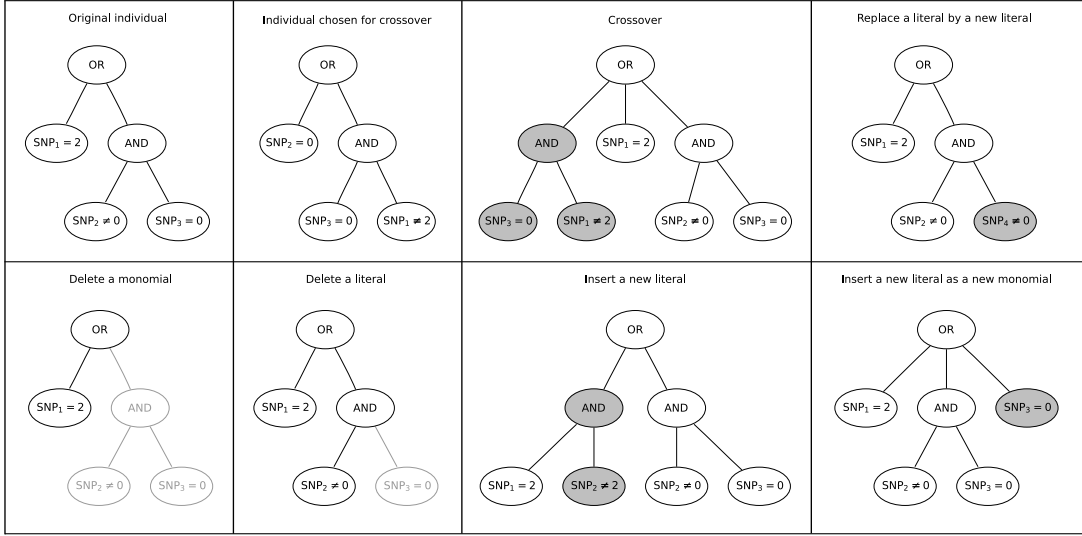 Original individual
OR
SNP₁ = 2
AND
SNP₂ ≠ 0
SNP₃ = 0
Individual chosen for crossover
OR
SNP₂ = 0
AND
SNP₃ = 0
SNP₁ ≠ 2
Crossover
OR
AND
SNP₁ = 2
AND
SNP₃ = 0
SNP₁ ≠ 2
SNP₂ ≠ 0
SNP₃ = 0
Replace a literal by a new literal
OR
SNP₁ = 2
AND
SNP₂ ≠ 0
SNP₄ ≠ 0
Delete a monomial
OR
SNP₁ = 2
AND
SNP₂ ≠ 0
SNP₃ = 0
Delete a literal
OR
SNP₁ = 2
AND
SNP₂ ≠ 0
SNP₃ = 0
Insert a new literal
OR
AND
AND
SNP₁ = 2
SNP₂ ≠ 2
SNP₂ ≠ 0
SNP₃ = 0
Insert a new literal as a new monomial
OR
SNP₁ = 2
AND
SNP₃ = 0
SNP₂ ≠ 0
SNP₃ = 0